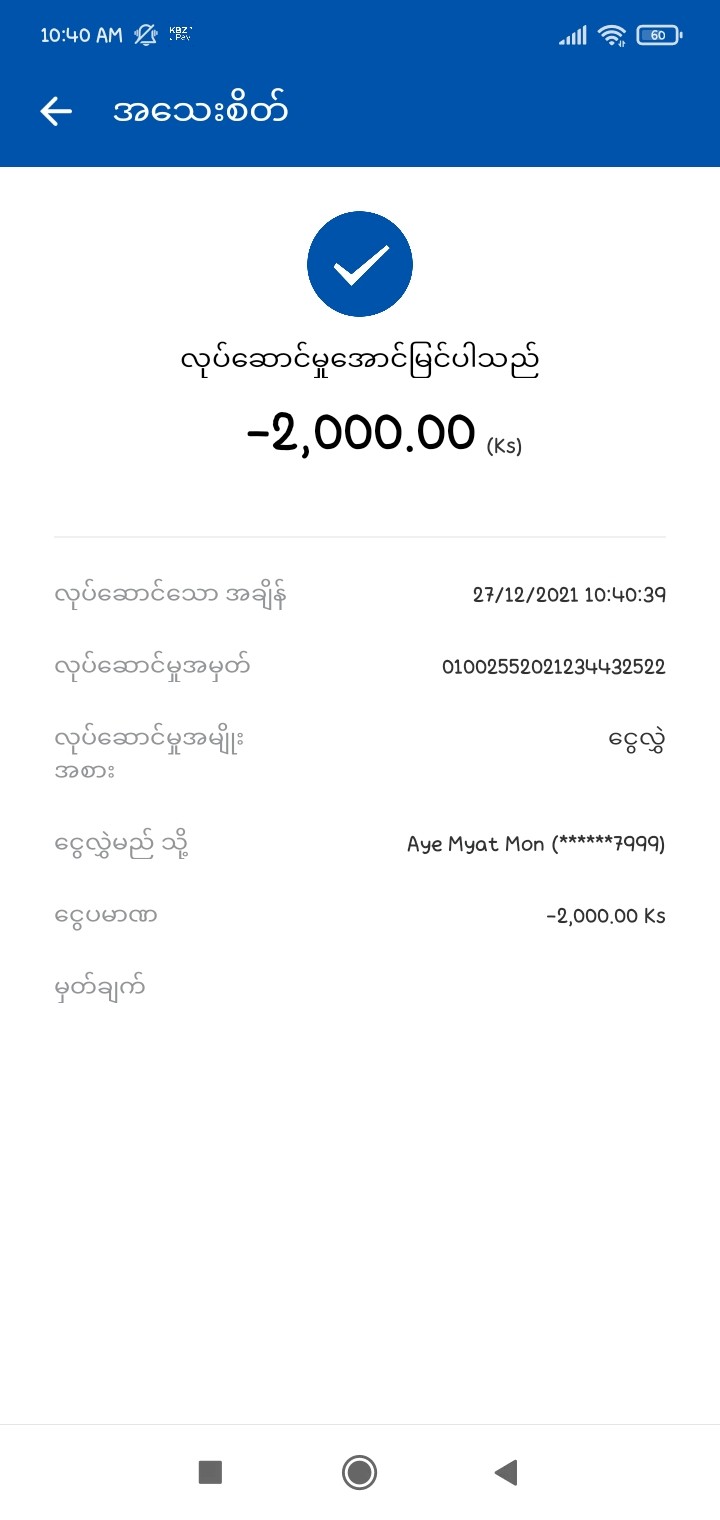 10:40 AM KBZ Pay 60
အသေးစိတ်
လုပ်ဆောင်မှုအောင်မြင်ပါသည်
-2,000.00 (Ks)
လုပ်ဆောင်သော အချိန် 27/12/2021 10:40:39
လုပ်ဆောင်မှုအမှတ် 01002552021234432522
လုပ်ဆောင်မှုအမျိုး ငွေလွှဲ
အစား
ငွေလွှဲမည် သို့ Aye Myat Mon (******7999)
ငွေပမာဏ -2,000.00 Ks
မှတ်ချက်